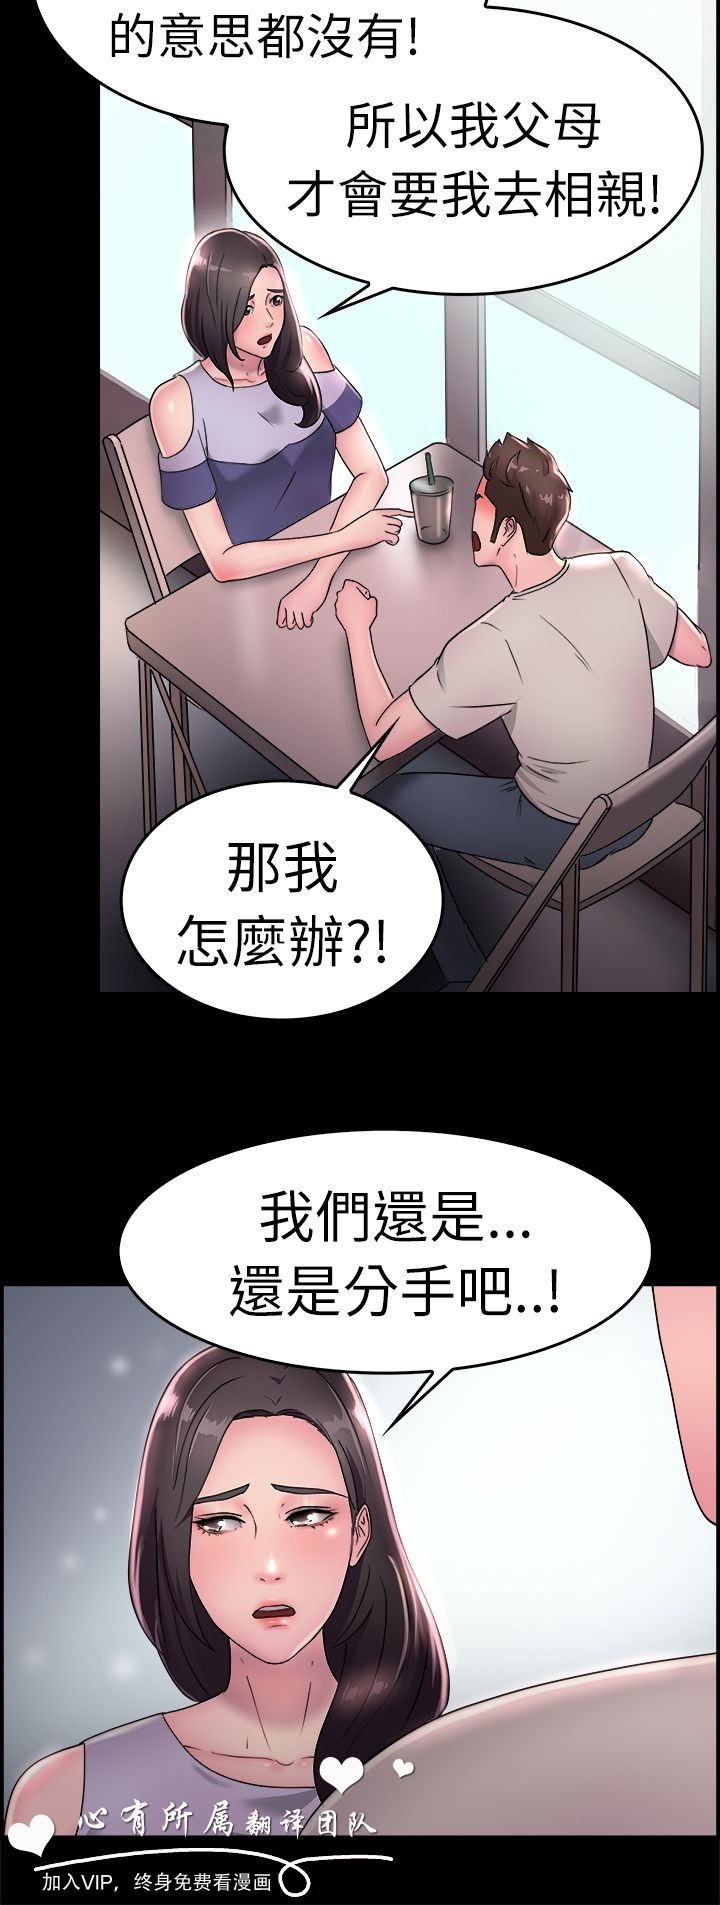 的意思都沒有!
所以我父母
才會要我去相親!
那我
怎麼辦?!
我們還是...
還是分手吧..!
心有所属翻译团队
加入VIP，终身免费看漫画